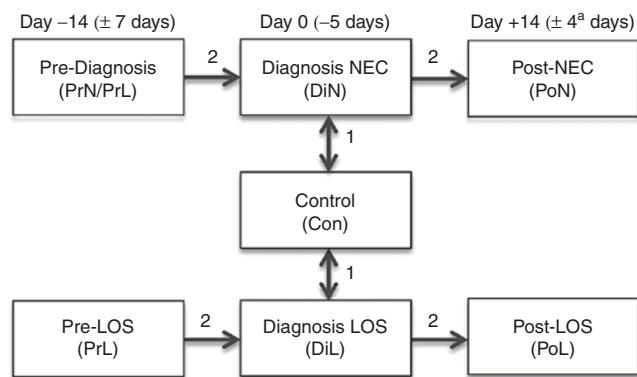 Day −14 (± 7 days) Day 0 (−5 days) Day +14 (± 4ª days)
Pre-Diagnosis
(PrN/PrL)
2
Diagnosis NEC
(DiN)
2
Post-NEC
(PoN)
1
Control
(Con)
1
Pre-LOS
(PrL)
2
Diagnosis LOS
(DiL)
2
Post-LOS
(PoL)